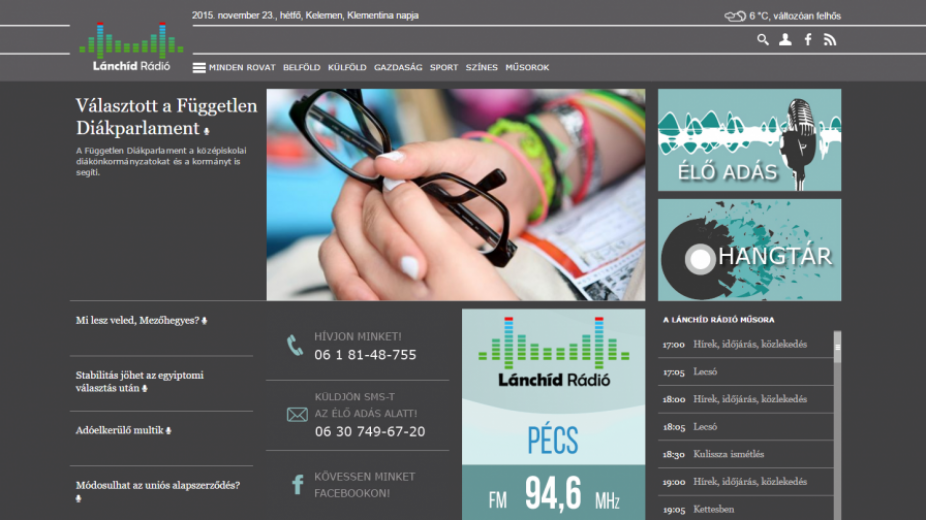 2015. november 23., hétfő, Kelemen, Klementina napja
6 °C, változóan felhős
Lánchíd Rádió
MINDEN ROVAT BELFÖLD KÜLFÖLD GAZDASÁG SPORT SZÍNES MŰSOROK
Választott a Független
Diákparlament
A Független Diákparlament a középiskolai
diákönkormányzatokat és a kormányt is
segíti.
ÉLŐ ADÁS
HANGTÁR
Mi lesz veled, Mezőhegyes?
Stabilitás jöhet az egyiptomi
választás után
Adóelkerülő multik
Módosulhat az uniós alapszerződés?
HÍVJON MINKET!
06 1 81-48-755
KÜLDJÖN SMS-T
AZ ÉLŐ ADÁS ALATT!
06 30 749-67-20
KÖVESSEN MINKET
FACEBOOKON!
Lánchíd Rádió
PÉCS
FM 94,6 MHz
A LÁNCHÍD RÁDIÓ MŰSORA
17:00 Hírek, időjárás, közlekedés
17:05 Lecsó
18:00 Hírek, időjárás, közlekedés
18:05 Lecsó
18:30 Kulissza ismétlés
19:00 Hírek, időjárás, közlekedés
19:05 Kettesben